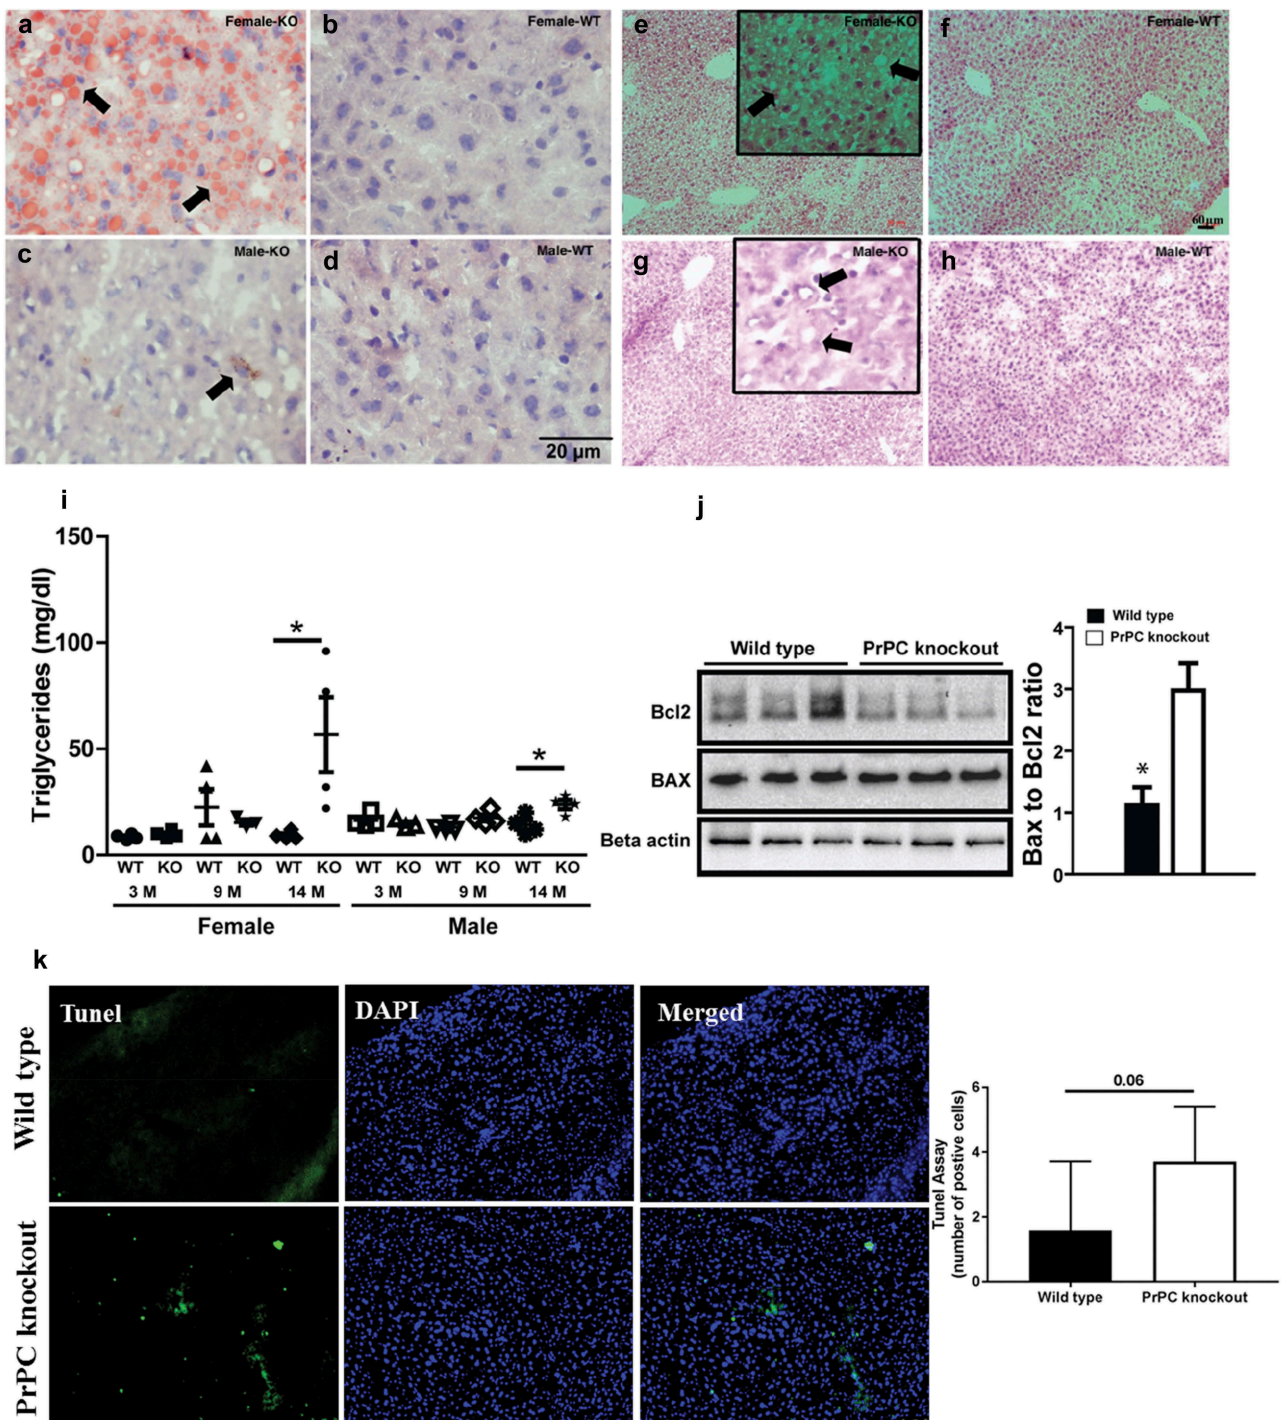 a Female-KO
b Female-WT
c Male-KO
d Male-WT
20 µm
e Female-KO
f Female-WT
60µm
g Male-KO
h Male-WT
i
150
100
50
0
Triglycerides (mg/dl)
*
*
WT KO WT KO WT KO WT KO WT KO WT KO
3 M 9 M 14 M 3 M 9 M 14 M
Female Male
j
Wild type PrPC knockout
Bcl2
BAX
Beta actin
Wild type
PrPC knockout
Bax to Bcl2 ratio
4
3
2
1
0
*
k
Tunel DAPI Merged
Wild type
PrPC knockout
0.06
Tunel Assay
(number of postive cells)
6
4
2
0
Wild type PrPC knockout